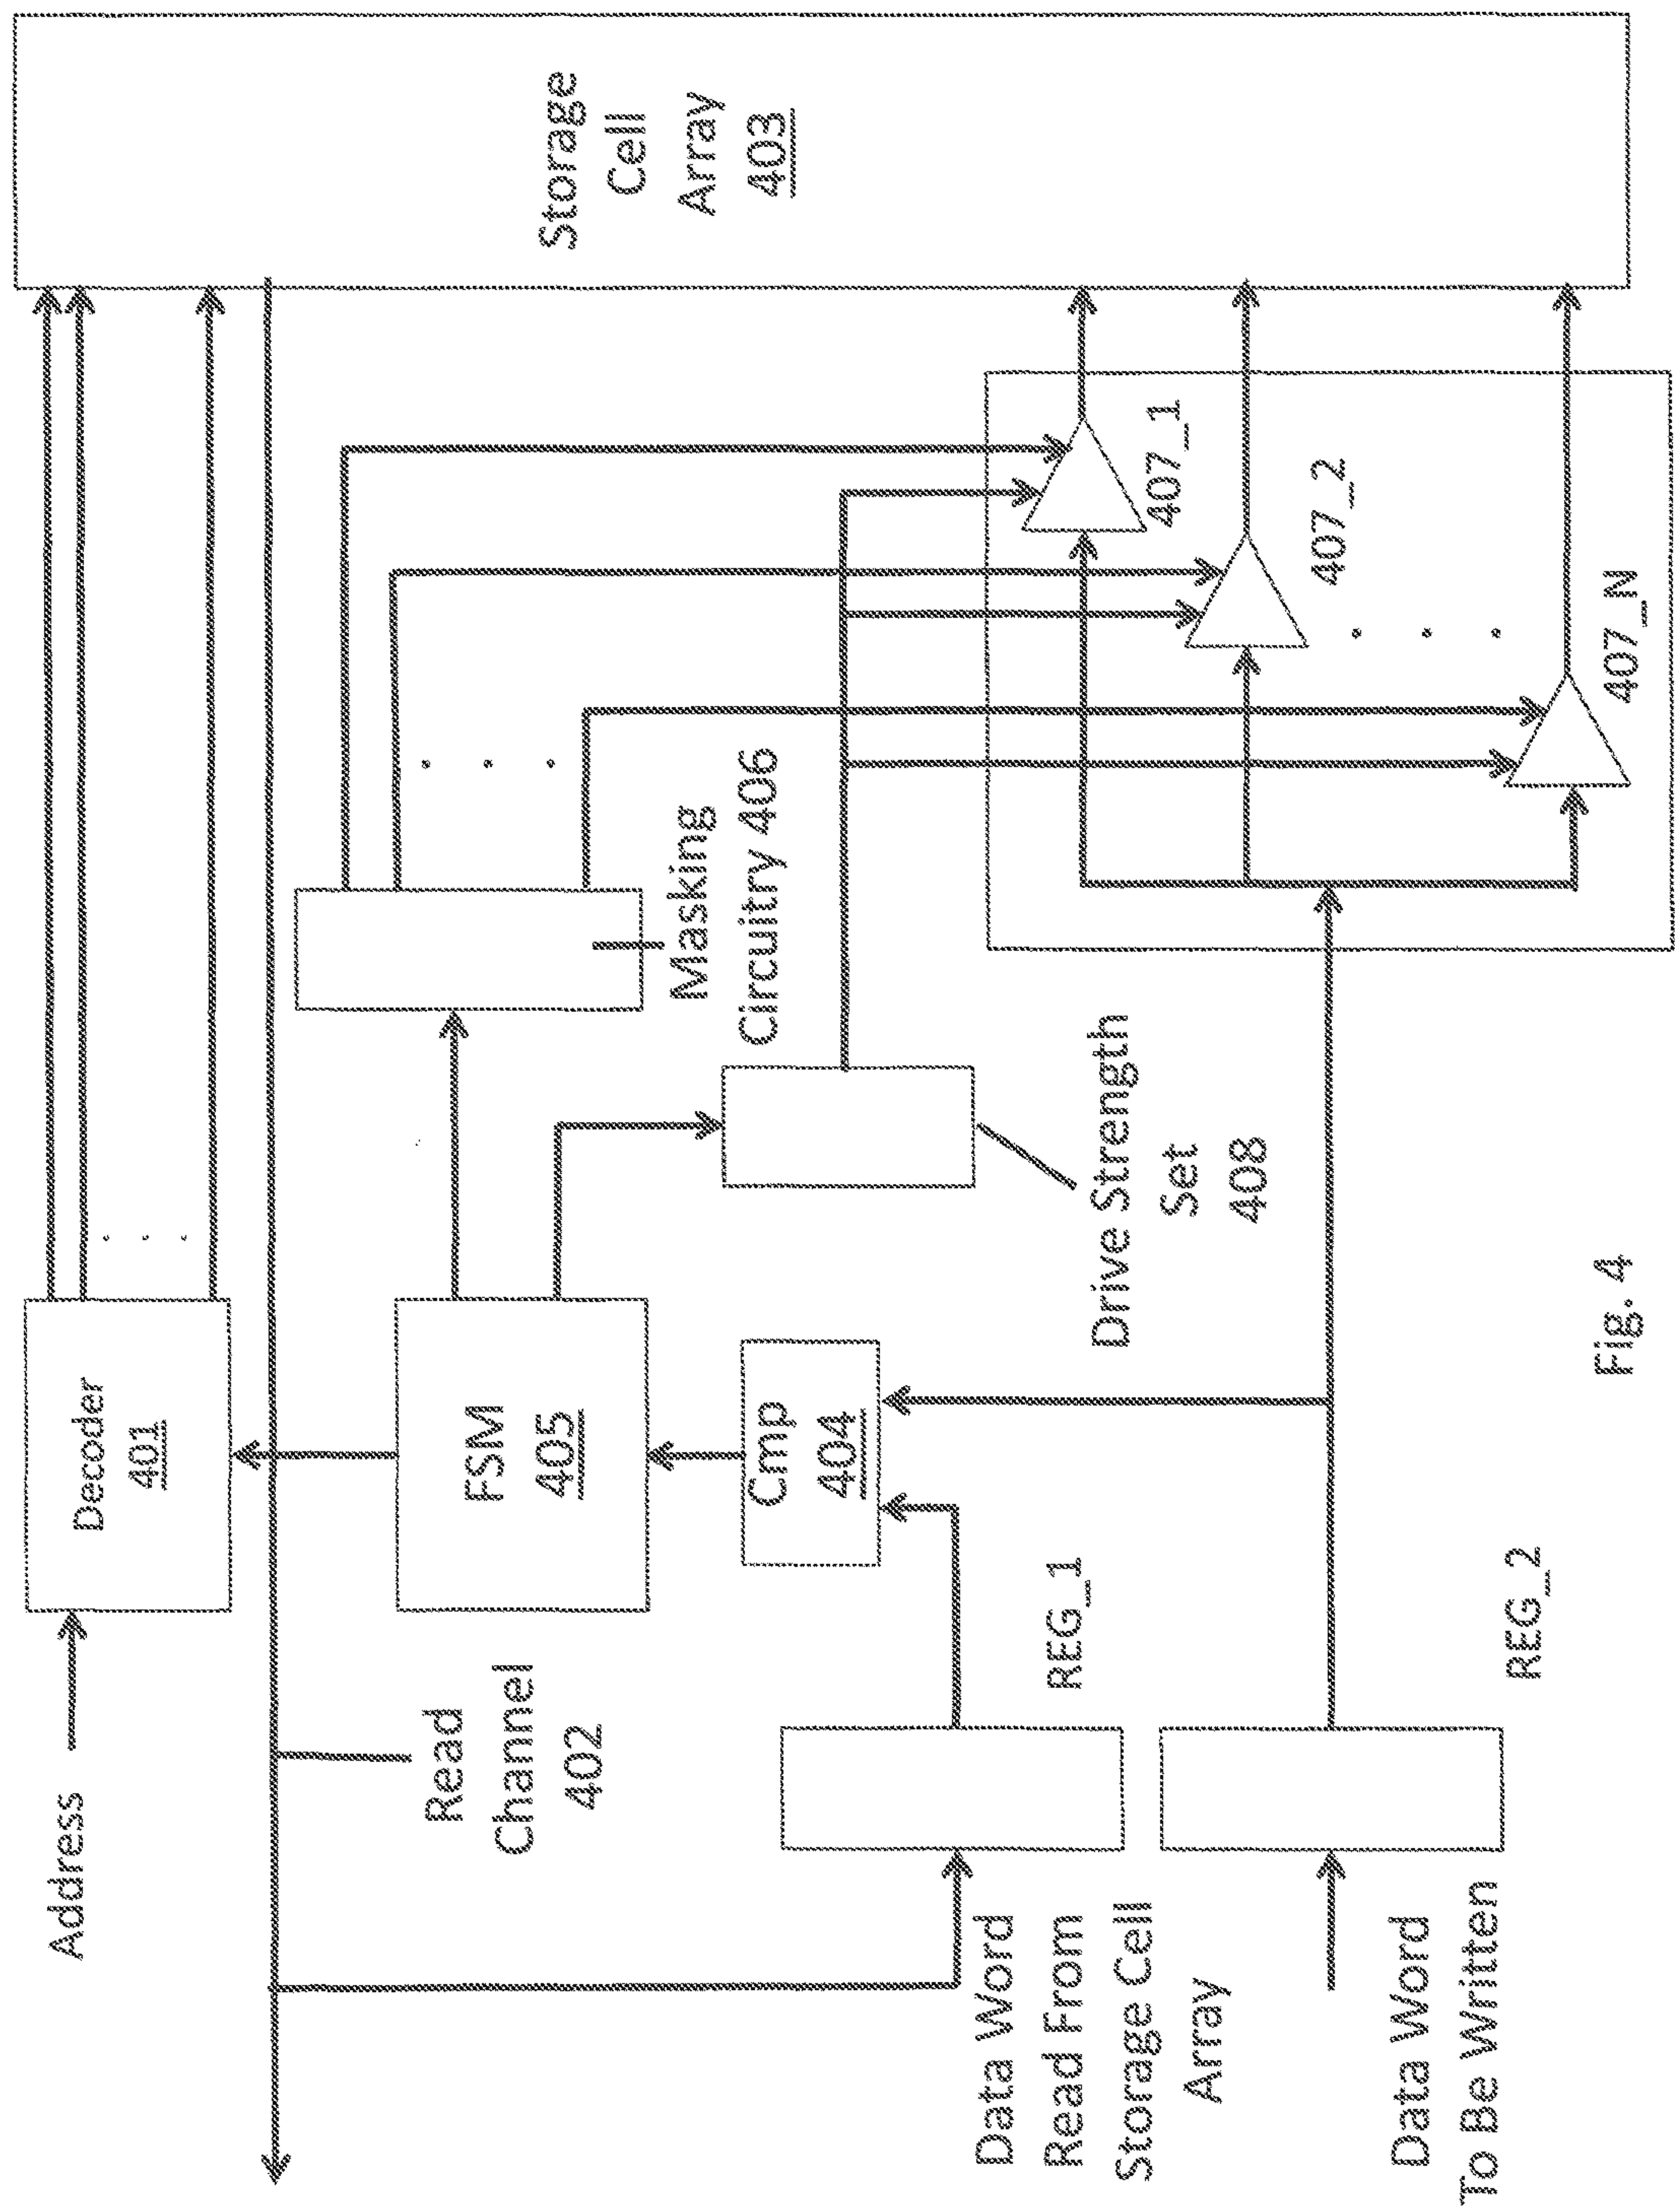 Address
Decoder
401
Storage
Cell
Array
403
Read
Channel
402
FSM
405
Masking
Circuitry 406
Cmp
404
Drive Strength
Set
408
407_1
407_2
407_N
REG_1
REG_2
Data Word
Read From
Storage Cell
Array
Data Word
To Be Written
Fig. 4